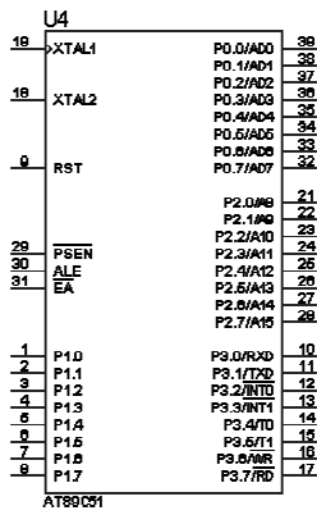 U4
19 XTAL1 P0.0/AD0 39
P0.1/AD1 38
P0.2/AD2 37
18 XTAL2 P0.3/AD3 36
P0.4/AD4 35
P0.5/AD5 34
P0.6/AD6 33
9 RST P0.7/AD7 32
P2.0/A8 21
P2.1/A9 22
P2.2/A10 23
29 PSEN P2.3/A11 24
30 ALE P2.4/A12 25
31 EA P2.5/A13 26
P2.6/A14 27
P2.7/A15 28
1 P1.0 P3.0/RXD 10
2 P1.1 P3.1/TXD 11
3 P1.2 P3.2/INT0 12
4 P1.3 P3.3/INT1 13
5 P1.4 P3.4/T0 14
6 P1.5 P3.5/T1 15
7 P1.6 P3.6/WR 16
8 P1.7 P3.7/RD 17
AT89C51